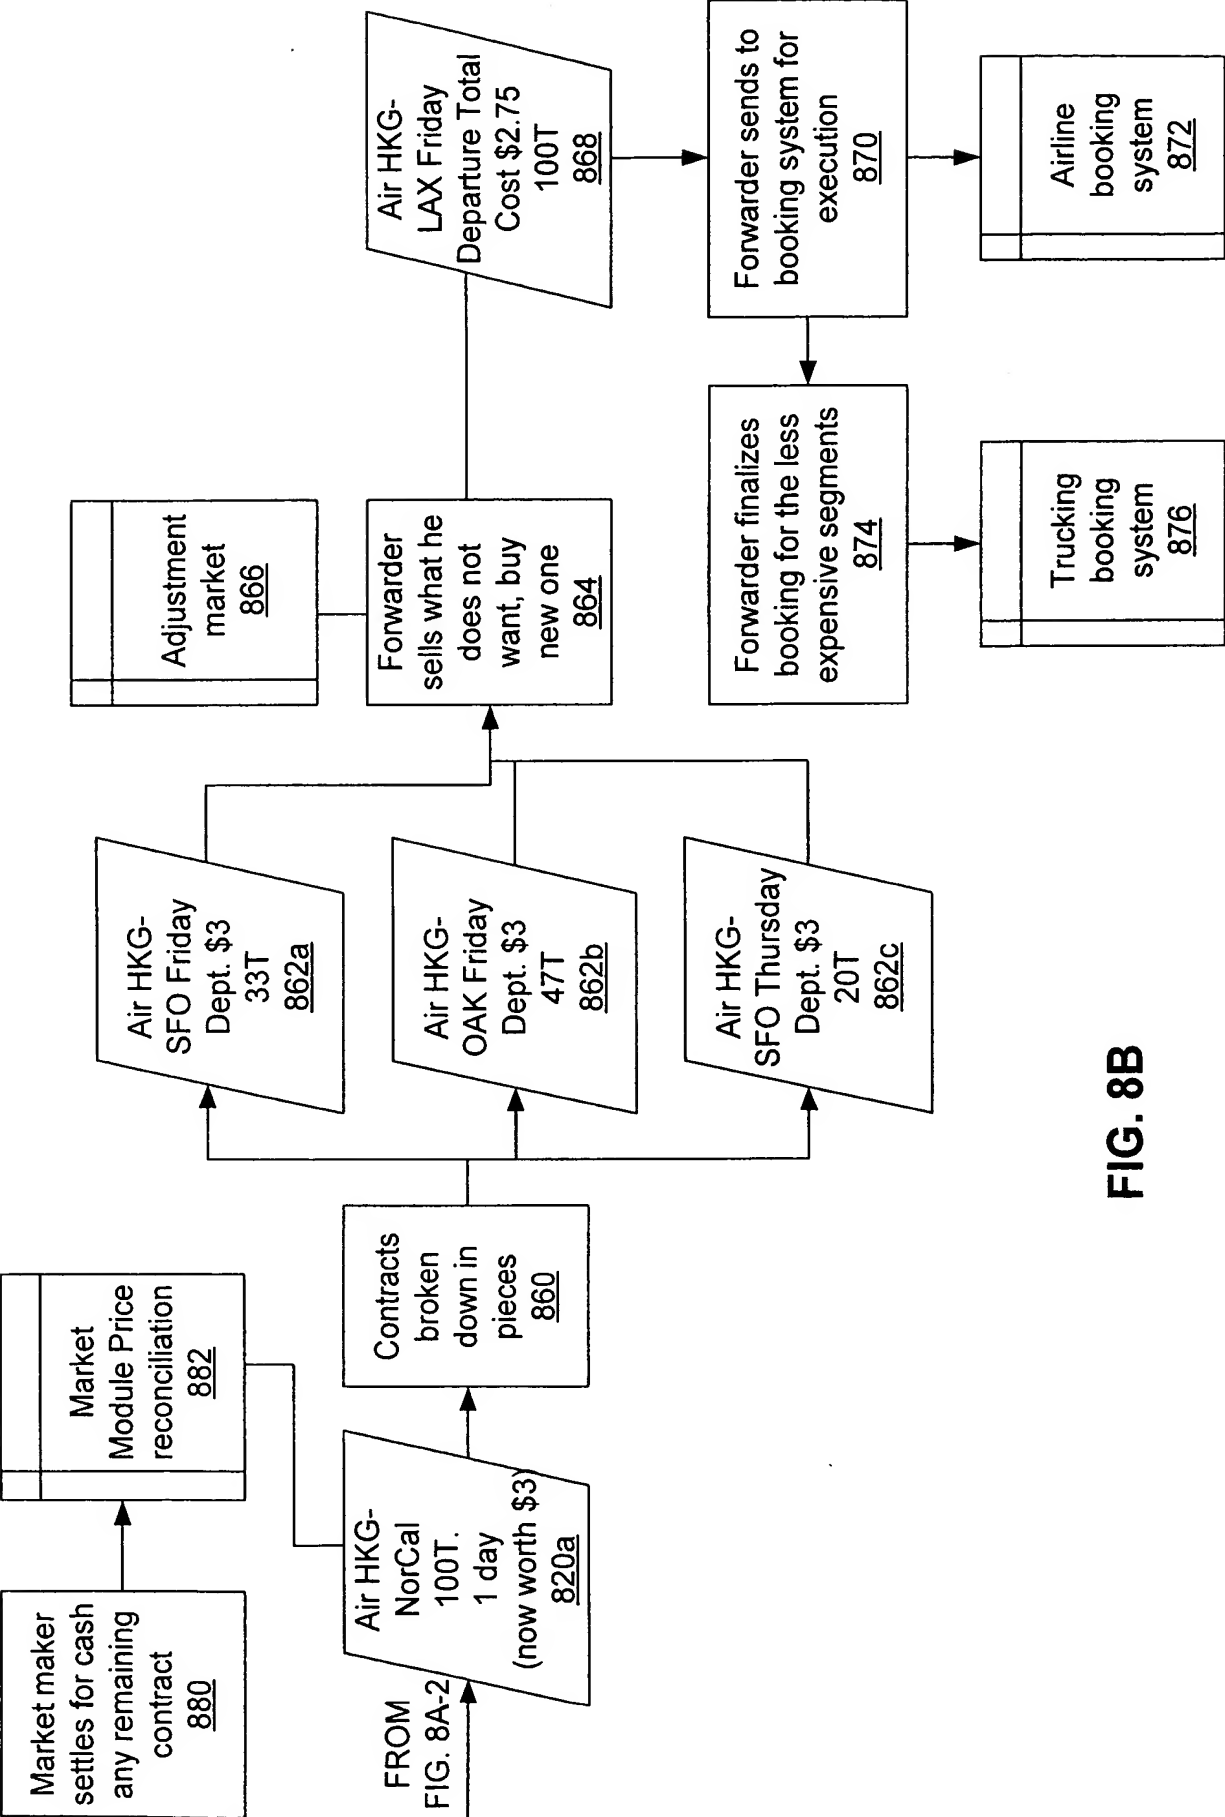 Market maker
settles for cash
any remaining
contract
880
Market
Module Price
reconciliation
882
FROM
FIG. 8A-2
Air HKG-
NorCal
100T.
1 day
(now worth $3)
820a
Contracts
broken
down in
pieces
860
Air HKG-
SFO Friday
Dept. $3
33T
862a
Air HKG-
OAK Friday
Dept. $3
47T
862b
Air HKG-
SFO Thursday
Dept. $3
20T
862c
Adjustment
market
866
Forwarder
sells what he
does not
want, buy
new one
864
Air HKG-
LAX Friday
Departure Total
Cost $2.75
100T
868
Forwarder sends to
booking system for
execution
870
Airline
booking
system
872
Forwarder finalizes
booking for the less
expensive segments
874
Trucking
booking
system
876
FIG. 8B